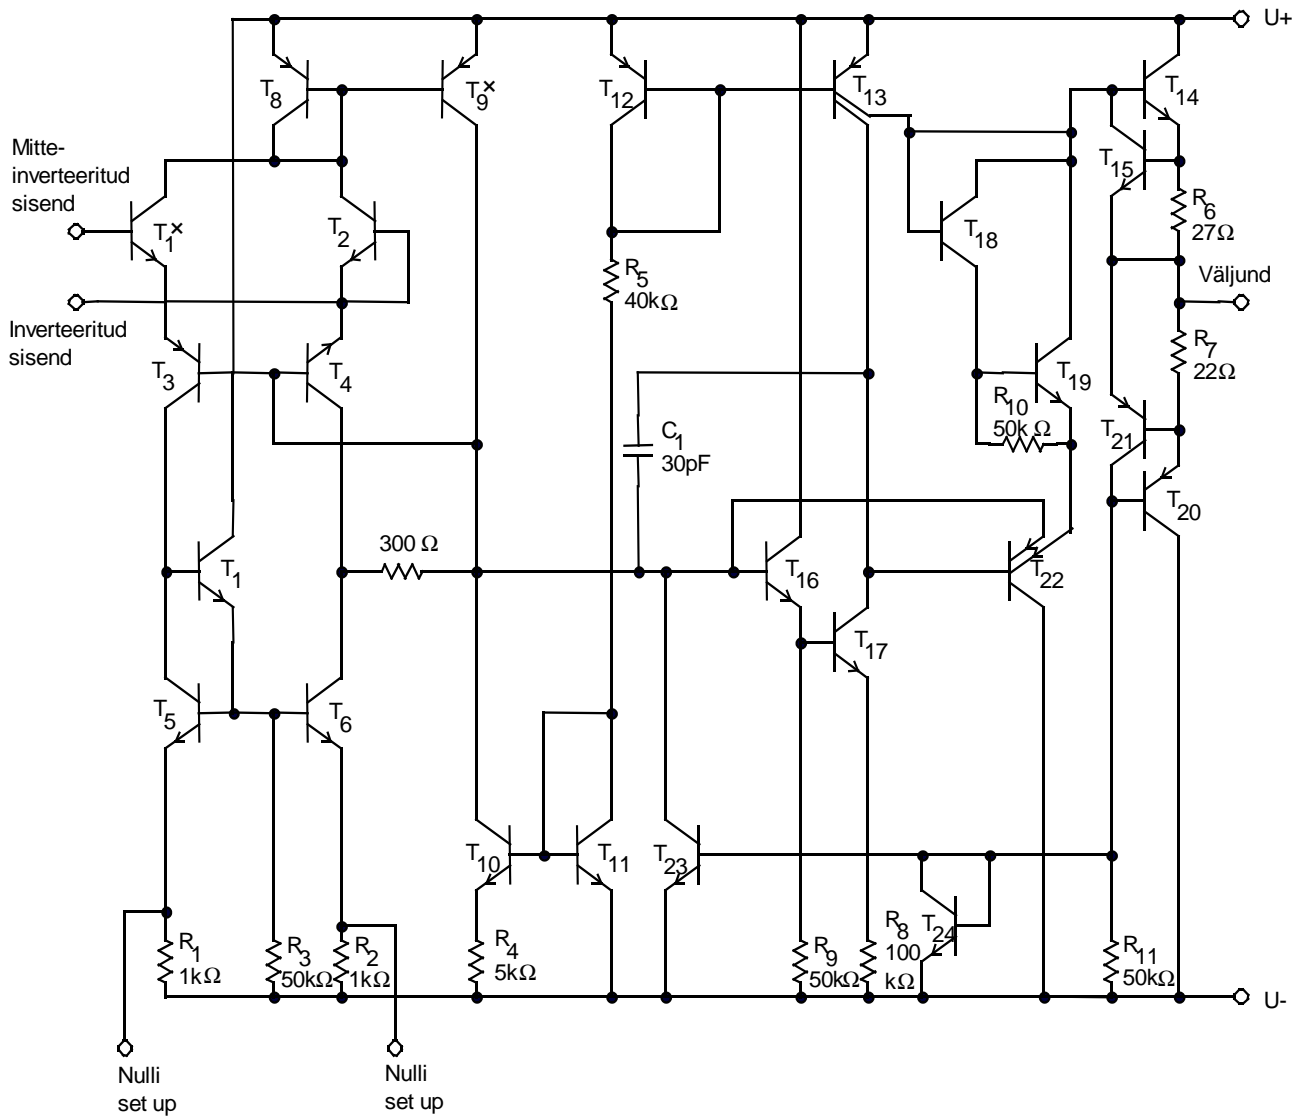 U+
T8
T9×
T12
T13
T14
Mitte-
inverteeritud
sisend
T1×
T2
T15
T18
R6
27Ω
Väljund
R5
40kΩ
Inverteeritud
sisend
T3
T4
T19
R7
22Ω
R10
50k Ω
C1
30pF
T21
T20
300 Ω
T1
T16
T22
T17
T5
T6
T10
T11
T23
T24
R1
1kΩ
R3
50kΩ
R2
1kΩ
R4
5kΩ
R9
50kΩ
R8
100
kΩ
R11
50kΩ
U-
Nulli
set up
Nulli
set up